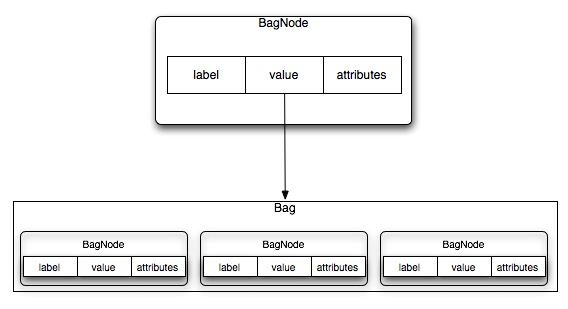 BagNode
label value attributes
Bag
BagNode BagNode BagNode
label value attributes label value attributes label value attributes